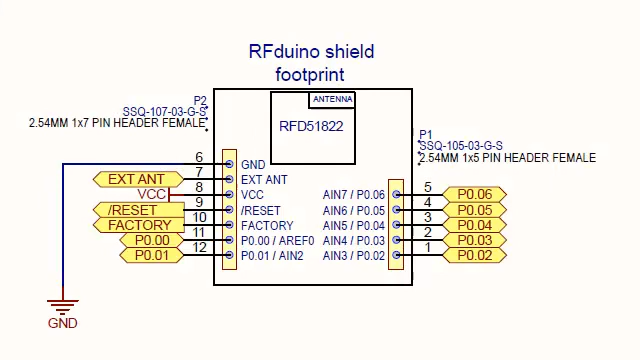 RFduino shield
footprint
ANTENNA
RFD51822
P2
SSQ-107-03-G-S
2.54MM 1x7 PIN HEADER FEMALE
P1
SSQ-105-03-G-S
2.54MM 1x5 PIN HEADER FEMALE
6 GND
EXT ANT 7 EXT ANT
VCC 8 VCC
/RESET 9 /RESET
FACTORY 10 FACTORY
P0.00 11 P0.00 / AREF0
P0.01 12 P0.01 / AIN2
AIN7 / P0.06 5 P0.06
AIN6 / P0.05 4 P0.05
AIN5 / P0.04 3 P0.04
AIN4 / P0.03 2 P0.03
AIN3 / P0.02 1 P0.02
GND